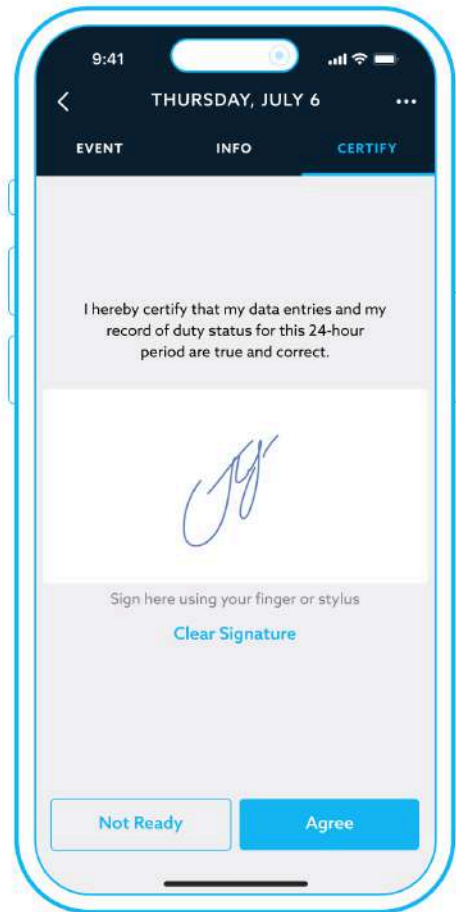 9:41
THURSDAY, JULY 6
EVENT INFO CERTIFY
I hereby certify that my data entries and my
record of duty status for this 24-hour
period are true and correct.
Sign here using your finger or stylus
Clear Signature
Not Ready Agree